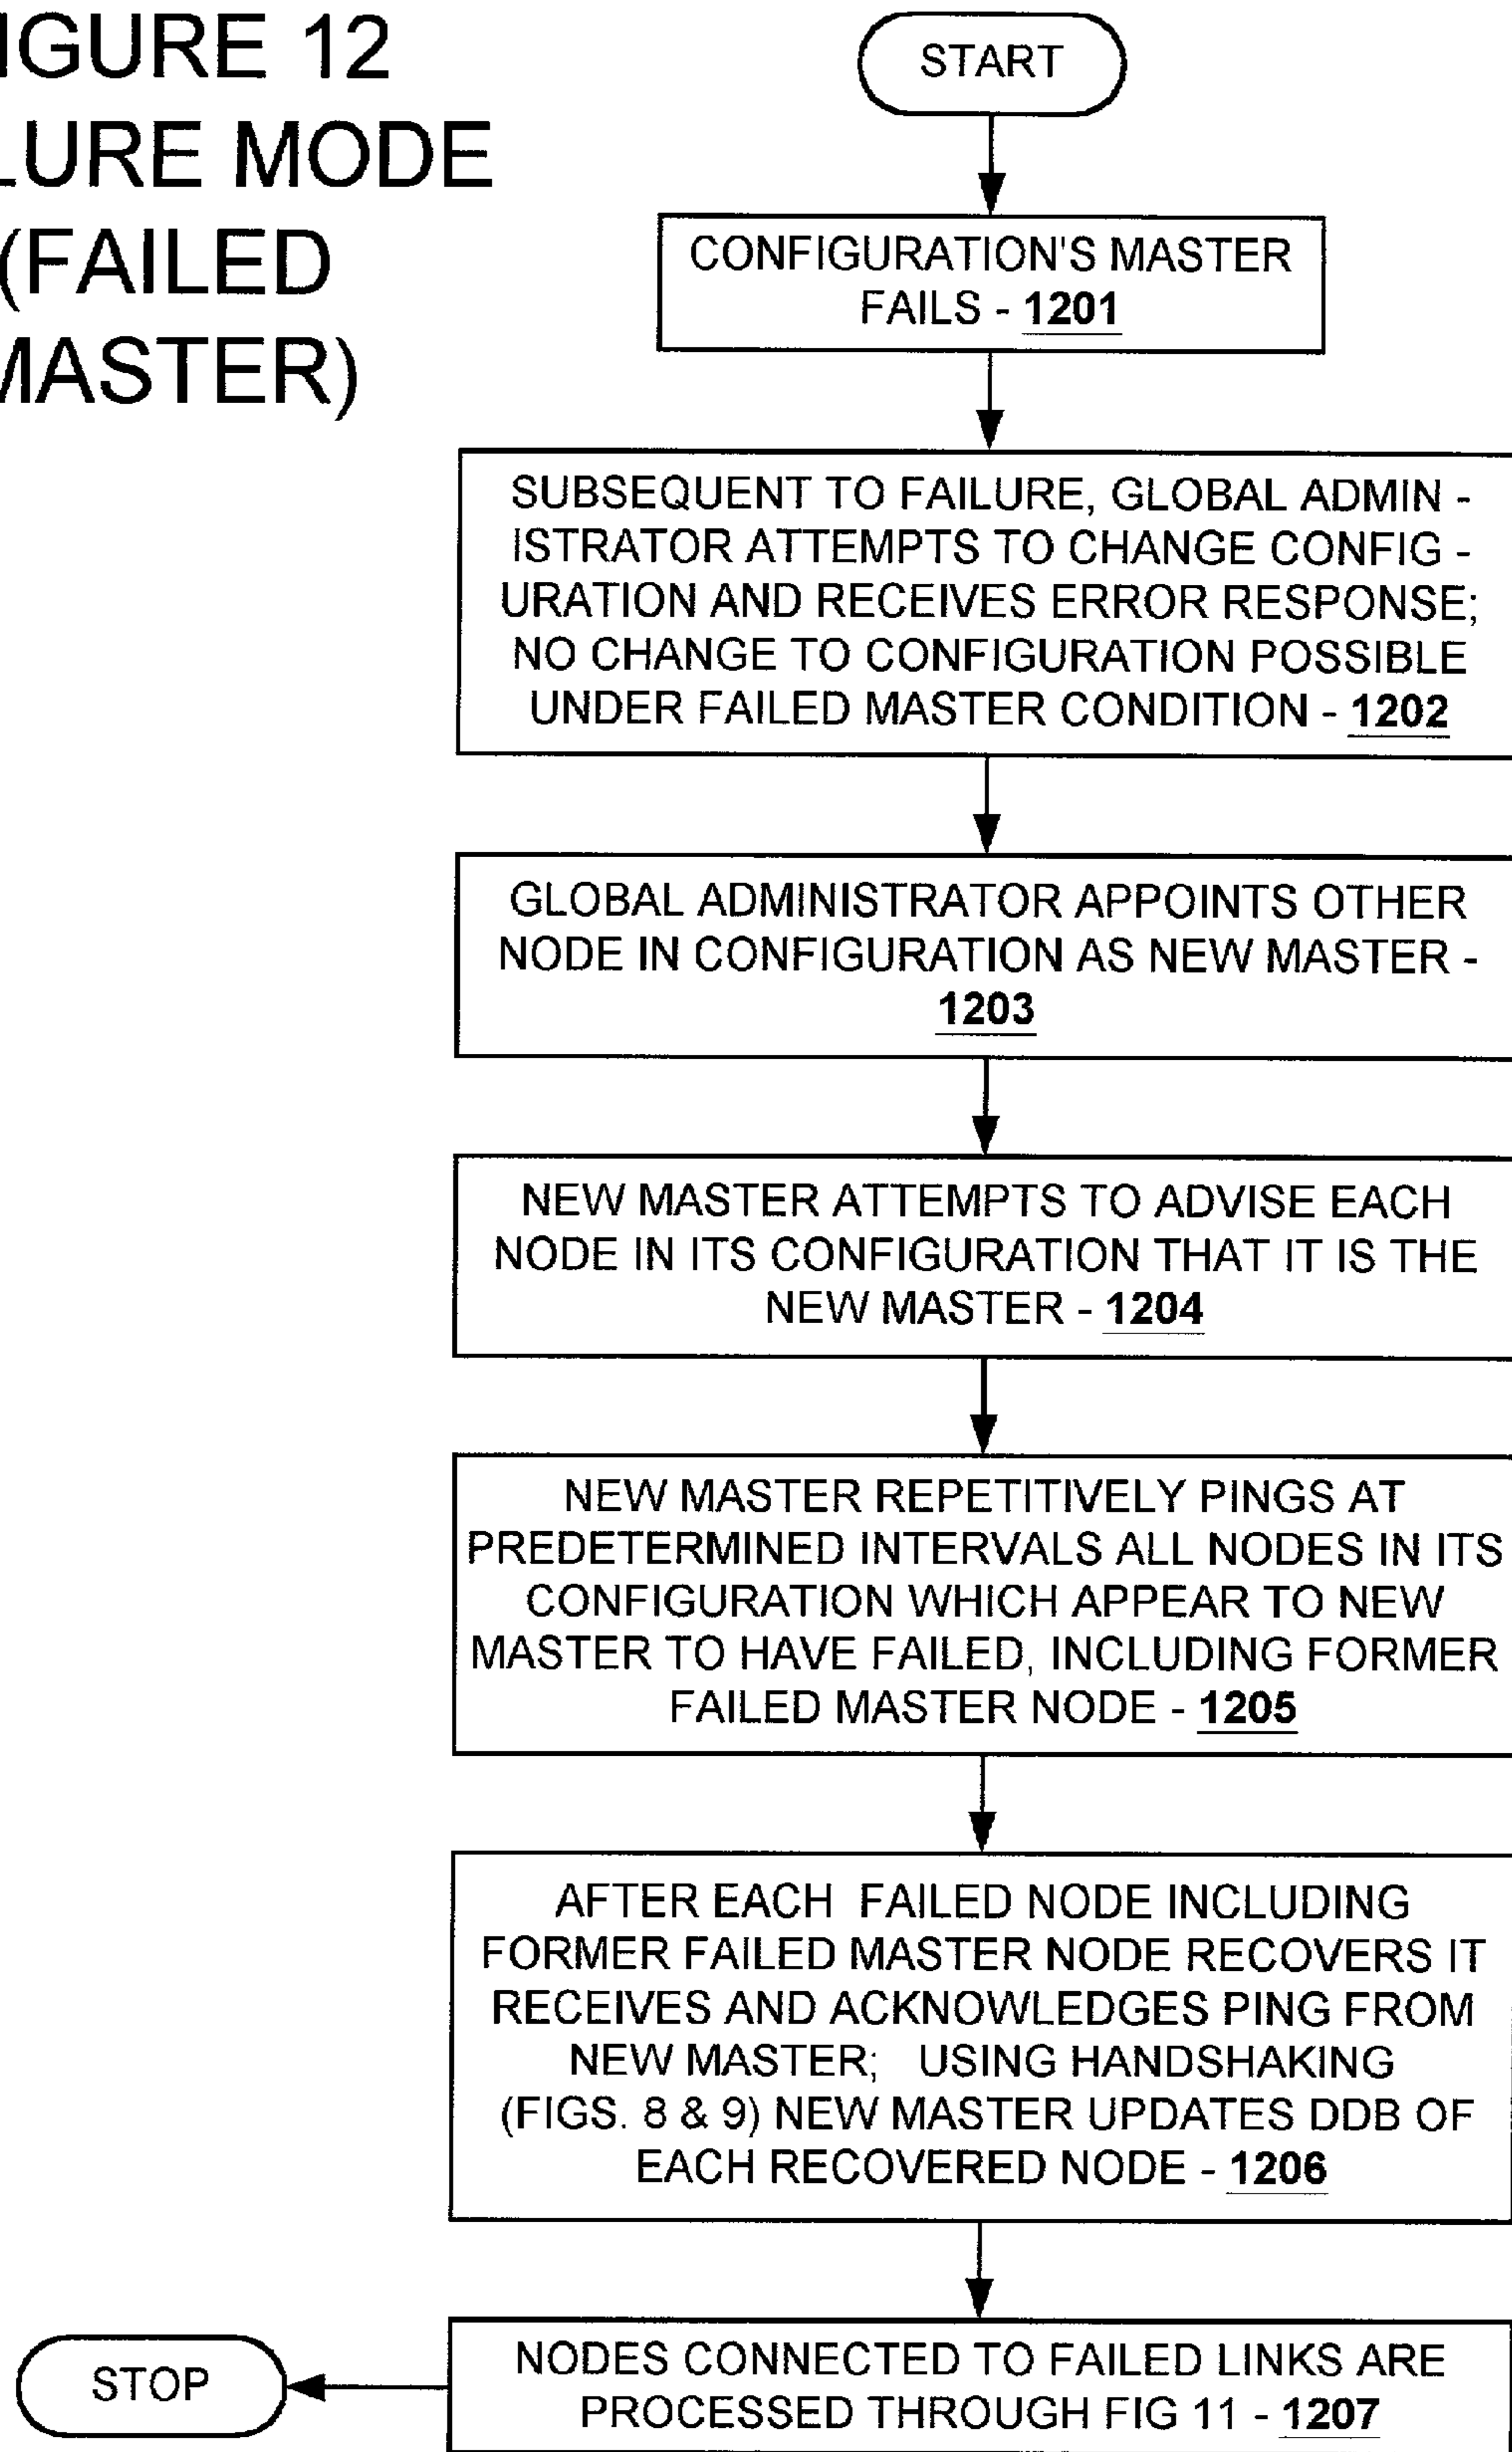 IGURE 12
LURE MODE
(FAILED
MASTER)
START
CONFIGURATION'S MASTER
FAILS - 1201
SUBSEQUENT TO FAILURE, GLOBAL ADMIN -
ISTRATOR ATTEMPTS TO CHANGE CONFIG -
URATION AND RECEIVES ERROR RESPONSE;
NO CHANGE TO CONFIGURATION POSSIBLE
UNDER FAILED MASTER CONDITION - 1202
GLOBAL ADMINISTRATOR APPOINTS OTHER
NODE IN CONFIGURATION AS NEW MASTER -
1203
NEW MASTER ATTEMPTS TO ADVISE EACH
NODE IN ITS CONFIGURATION THAT IT IS THE
NEW MASTER - 1204
NEW MASTER REPETITIVELY PINGS AT
PREDETERMINED INTERVALS ALL NODES IN ITS
CONFIGURATION WHICH APPEAR TO NEW
MASTER TO HAVE FAILED, INCLUDING FORMER
FAILED MASTER NODE - 1205
AFTER EACH FAILED NODE INCLUDING
FORMER FAILED MASTER NODE RECOVERS IT
RECEIVES AND ACKNOWLEDGES PING FROM
NEW MASTER; USING HANDSHAKING
(FIGS. 8 & 9) NEW MASTER UPDATES DDB OF
EACH RECOVERED NODE - 1206
NODES CONNECTED TO FAILED LINKS ARE
PROCESSED THROUGH FIG 11 - 1207
STOP